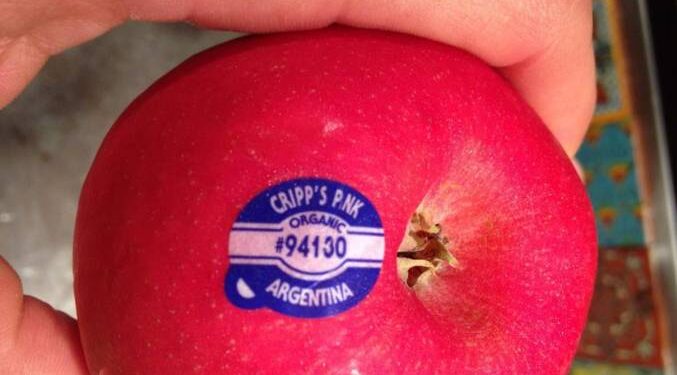 CRIPP'S PINK
ORGANIC
#94130
ARGENTINA